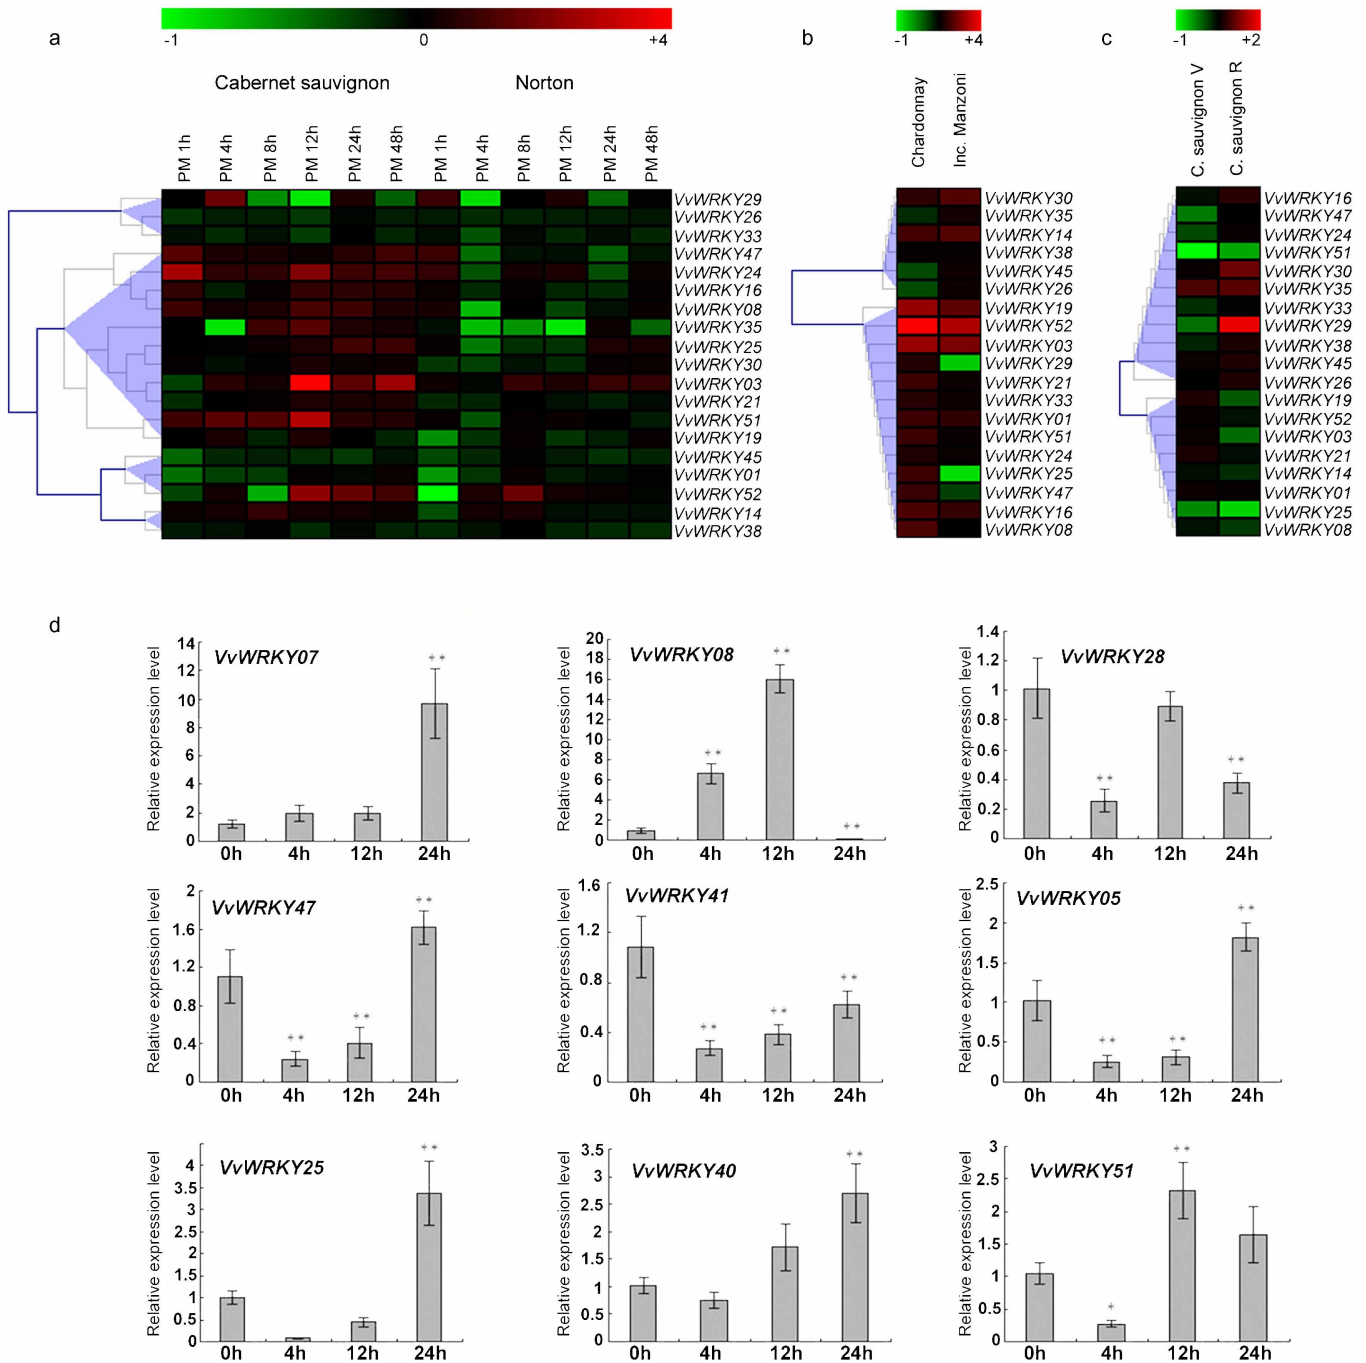 a
-1 0 +4
Cabernet sauvignon Norton
PM 1h PM 4h PM 8h PM 12h PM 24h PM 48h PM 1h PM 4h PM 8h PM 12h PM 24h PM 48h
VvWRKY29
VvWRKY26
VvWRKY33
VvWRKY47
VvWRKY24
VvWRKY16
VvWRKY08
VvWRKY35
VvWRKY25
VvWRKY30
VvWRKY03
VvWRKY21
VvWRKY51
VvWRKY19
VvWRKY45
VvWRKY01
VvWRKY52
VvWRKY14
VvWRKY38
b
-1 +4
Chardonnay Inc. Manzoni
VvWRKY30
VvWRKY35
VvWRKY14
VvWRKY38
VvWRKY45
VvWRKY26
VvWRKY19
VvWRKY52
VvWRKY03
VvWRKY29
VvWRKY21
VvWRKY33
VvWRKY01
VvWRKY51
VvWRKY24
VvWRKY25
VvWRKY47
VvWRKY16
VvWRKY08
c
-1 +2
C. sauvignon V C. sauvignon R
VvWRKY16
VvWRKY47
VvWRKY24
VvWRKY51
VvWRKY30
VvWRKY35
VvWRKY33
VvWRKY29
VvWRKY38
VvWRKY45
VvWRKY26
VvWRKY19
VvWRKY52
VvWRKY03
VvWRKY21
VvWRKY14
VvWRKY01
VvWRKY25
VvWRKY08
d
VvWRKY07
Relative expression level
14
12
10
8
6
4
2
0
**
0h 4h 12h 24h
VvWRKY08
Relative expression level
20
18
16
14
12
10
8
6
4
2
0
** ** **
0h 4h 12h 24h
VvWRKY28
Relative expression level
1.4
1.2
1
0.8
0.6
0.4
0.2
0
** **
0h 4h 12h 24h
VvWRKY47
Relative expression level
2
1.6
1.2
0.8
0.4
0
** ** **
0h 4h 12h 24h
VvWRKY41
Relative expression level
1.6
1.2
0.8
0.4
0
** ** **
0h 4h 12h 24h
VvWRKY05
Relative expression level
2.5
2
1.5
1
0.5
0
** ** **
0h 4h 12h 24h
VvWRKY25
Relative expression level
4
3.5
3
2.5
2
1.5
1
0.5
0
**
0h 4h 12h 24h
VvWRKY40
Relative expression level
3.5
3
2.5
2
1.5
1
0.5
0
**
0h 4h 12h 24h
VvWRKY51
Relative expression level
3
2.5
2
1.5
1
0.5
0
* **
0h 4h 12h 24h